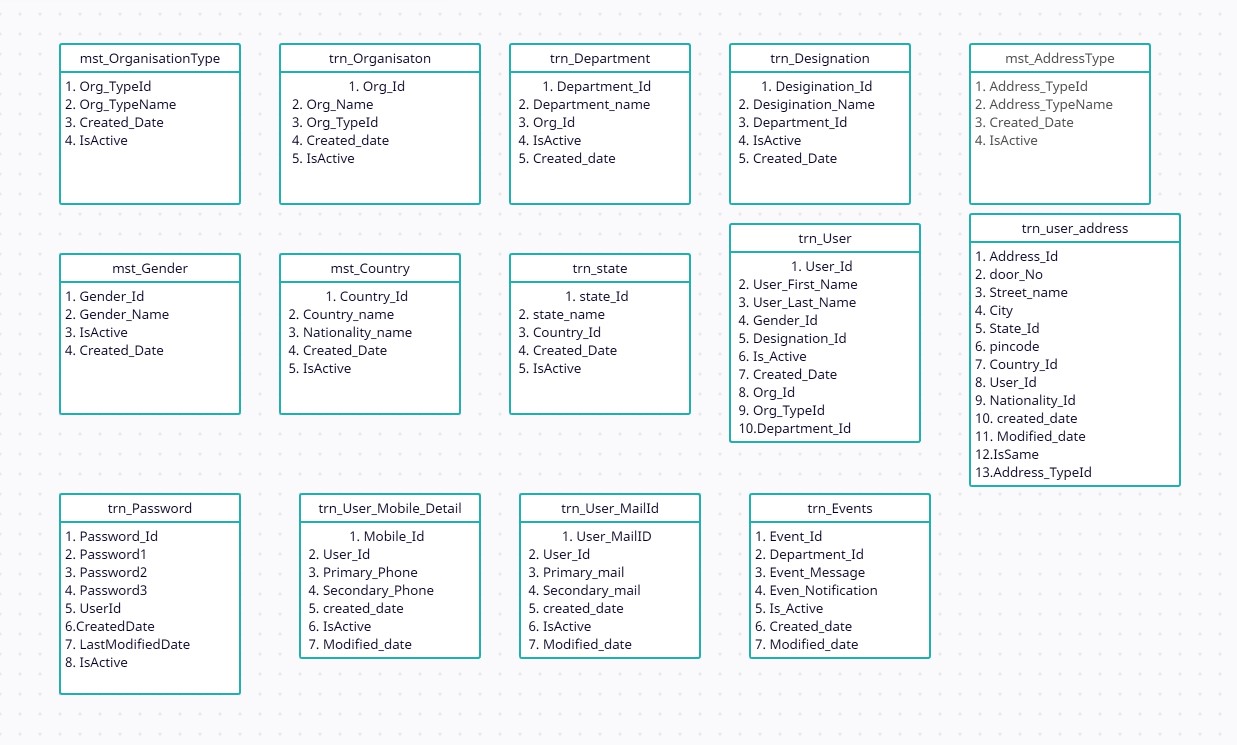 mst_OrganisationType
1. Org_TypeId
2. Org_TypeName
3. Created_Date
4. IsActive
trn_Organisaton
1. Org_Id
2. Org_Name
3. Org_TypeId
4. Created_date
5. IsActive
trn_Department
1. Department_Id
2. Department_name
3. Org_Id
4. IsActive
5. Created_date
trn_Designation
1. Desigination_Id
2. Desigination_Name
3. Department_Id
4. IsActive
5. Created_Date
mst_AddressType
1. Address_TypeId
2. Address_TypeName
3. Created_Date
4. IsActive
mst_Gender
1. Gender_Id
2. Gender_Name
3. IsActive
4. Created_Date
mst_Country
1. Country_Id
2. Country_name
3. Nationality_name
4. Created_Date
5. IsActive
trn_state
1. state_Id
2. state_name
3. Country_Id
4. Created_Date
5. IsActive
trn_User
1. User_Id
2. User_First_Name
3. User_Last_Name
4. Gender_Id
5. Designation_Id
6. Is_Active
7. Created_Date
8. Org_Id
9. Org_TypeId
10.Department_Id
trn_user_address
1. Address_Id
2. door_No
3. Street_name
4. City
5. State_Id
6. pincode
7. Country_Id
8. User_Id
9. Nationality_Id
10. created_date
11. Modified_date
12.IsSame
13.Address_TypeId
trn_Password
1. Password_Id
2. Password1
3. Password2
4. Password3
5. UserId
6.CreatedDate
7. LastModifiedDate
8. IsActive
trn_User_Mobile_Detail
1. Mobile_Id
2. User_Id
3. Primary_Phone
4. Secondary_Phone
5. created_date
6. IsActive
7. Modified_date
trn_User_MailId
1. User_MailID
2. User_Id
3. Primary_mail
4. Secondary_mail
5. created_date
6. IsActive
7. Modified_date
trn_Events
1. Event_Id
2. Department_Id
3. Event_Message
4. Even_Notification
5. Is_Active
6. Created_date
7. Modified_date